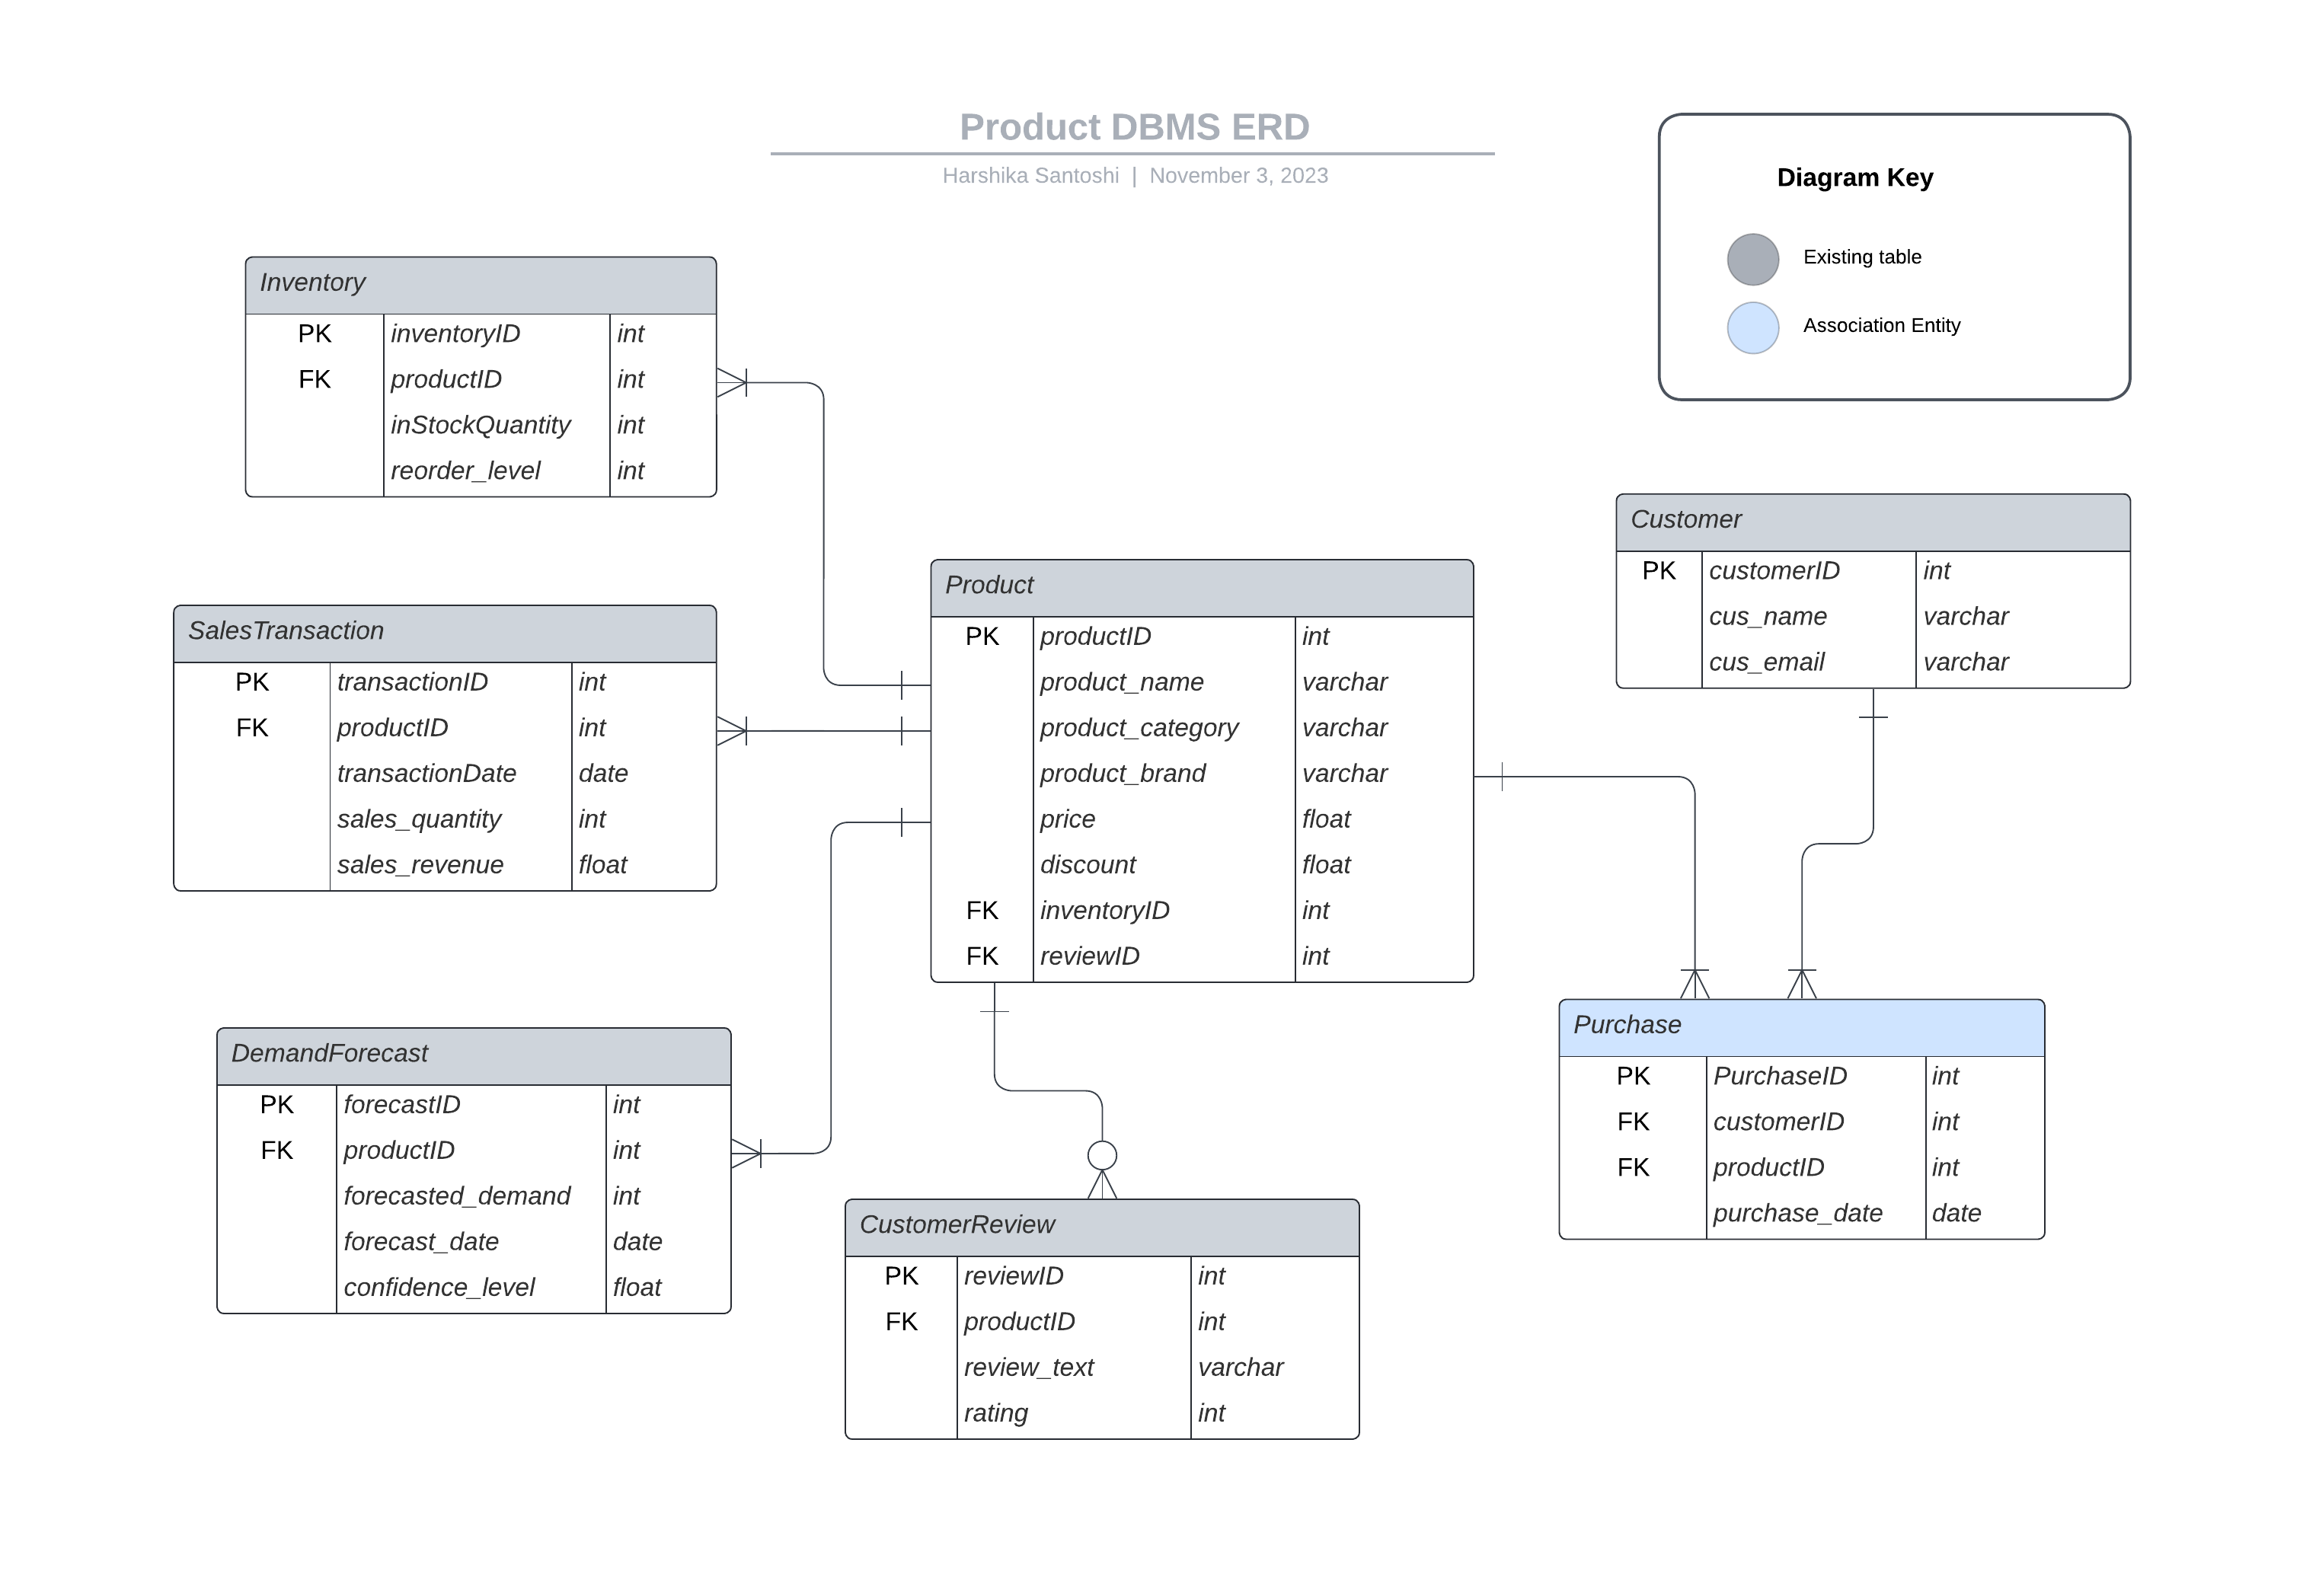 Product DBMS ERD
Harshika Santoshi | November 3, 2023
Diagram Key
Existing table
Association Entity
Inventory
PK inventoryID int
FK productID int
inStockQuantity int
reorder_level int
SalesTransaction
PK transactionID int
FK productID int
transactionDate date
sales_quantity int
sales_revenue float
DemandForecast
PK forecastID int
FK productID int
forecasted_demand int
forecast_date date
confidence_level float
Product
PK productID int
product_name varchar
product_category varchar
product_brand varchar
price float
discount float
FK inventoryID int
FK reviewID int
CustomerReview
PK reviewID int
FK productID int
review_text varchar
rating int
Customer
PK customerID int
cus_name varchar
cus_email varchar
Purchase
PK PurchaseID int
FK customerID int
FK productID int
purchase_date date